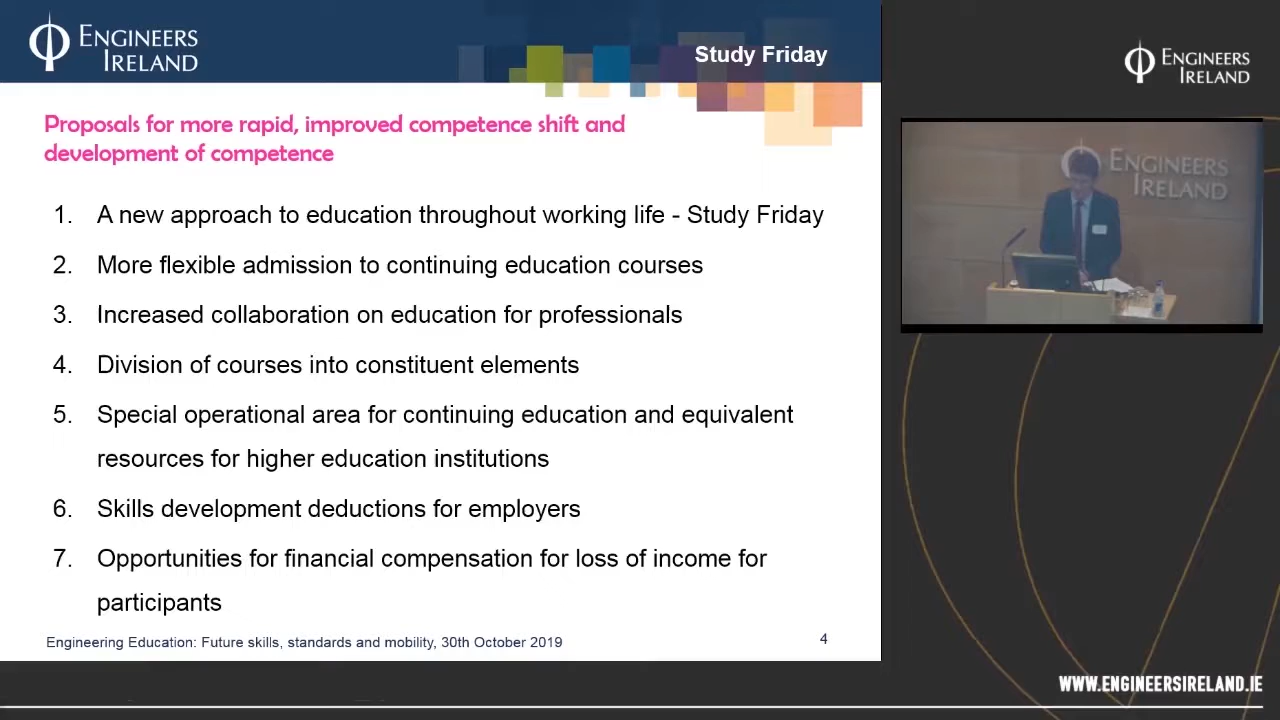 ENGINEERS
IRELAND
Study Friday
Proposals for more rapid, improved competence shift and
development of competence
1. A new approach to education throughout working life - Study Friday
2. More flexible admission to continuing education courses
3. Increased collaboration on education for professionals
4. Division of courses into constituent elements
5. Special operational area for continuing education and equivalent
resources for higher education institutions
6. Skills development deductions for employers
7. Opportunities for financial compensation for loss of income for
participants
Engineering Education: Future skills, standards and mobility, 30th October 2019
4
ENGINEERS
IRELAND
ENGINEERS
IRELAND
WWW.ENGINEERSIRELAND.IE